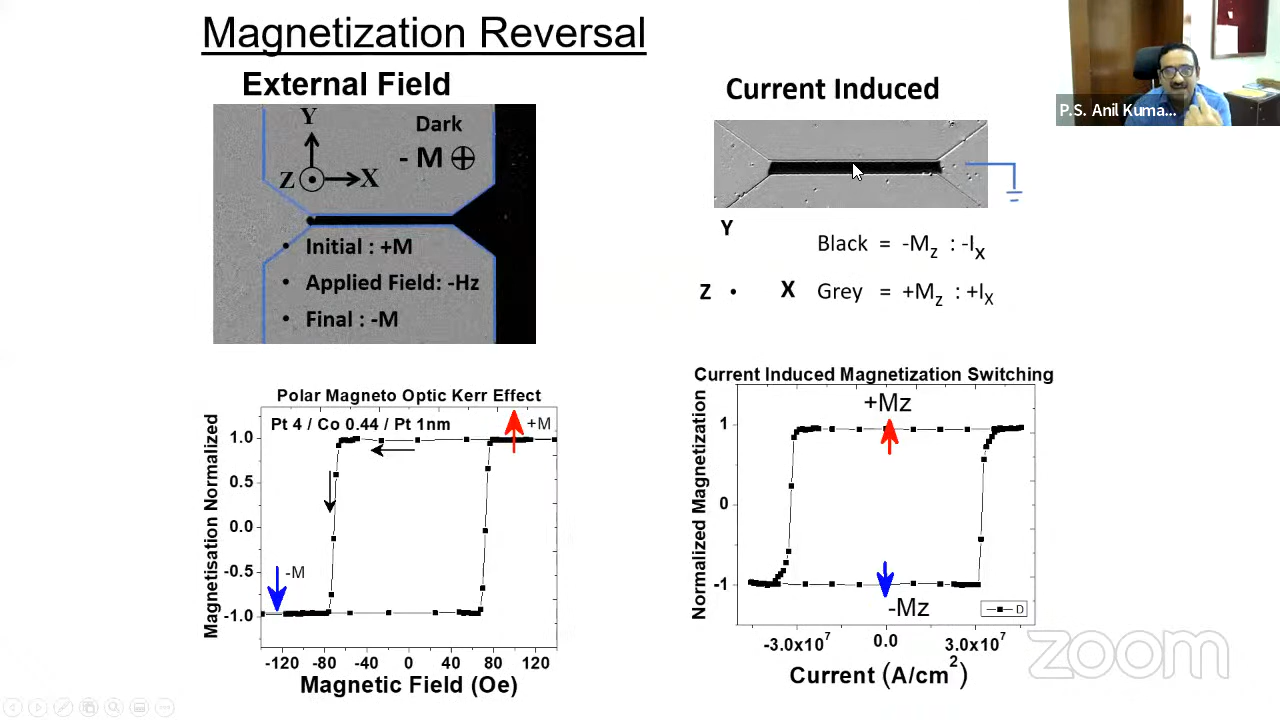 Magnetization Reversal
External Field
Y
Dark
- M ⊕
Z
X
• Initial : +M
• Applied Field: -Hz
• Final : -M
Current Induced
P.S. Anil Kuma...
Y
Black = -Mz : -Ix
Z •
X
Grey = +Mz : +Ix
Polar Magneto Optic Kerr Effect
Pt 4 / Co 0.44 / Pt 1nm
+M
-M
1.0
0.5
0.0
-0.5
-1.0
Magnetisation Normalized
-120 -80 -40 0 40 80 120
Magnetic Field (Oe)
Current Induced Magnetization Switching
+Mz
1
0
-1
Normalized Magnetization
-Mz
D
-3.0x10⁷ 0.0 3.0x10⁷
Current (A/cm²)
zoom